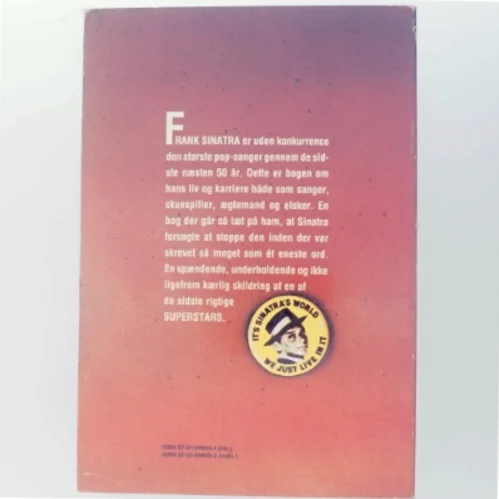 FRANK SINATRA er uden konkurrence
den største pop-sanger gennem de sid-
ste næsten 50 år. Dette er bogen om
hans liv og karriere både som sanger,
skuespiller, ægtemand og elsker. En
bog der går så tæt på ham, at Sinatra
forsøgte at stoppe den inden der var
skrevet så meget som ét eneste ord.
En spændende, underholdende og ikke
ligefrem kærlig skildring af en af
de sidste rigtige
SUPERSTARS.
IT'S SINATRA'S WORLD
WE JUST LIVE IN IT
ISBN
ISBN